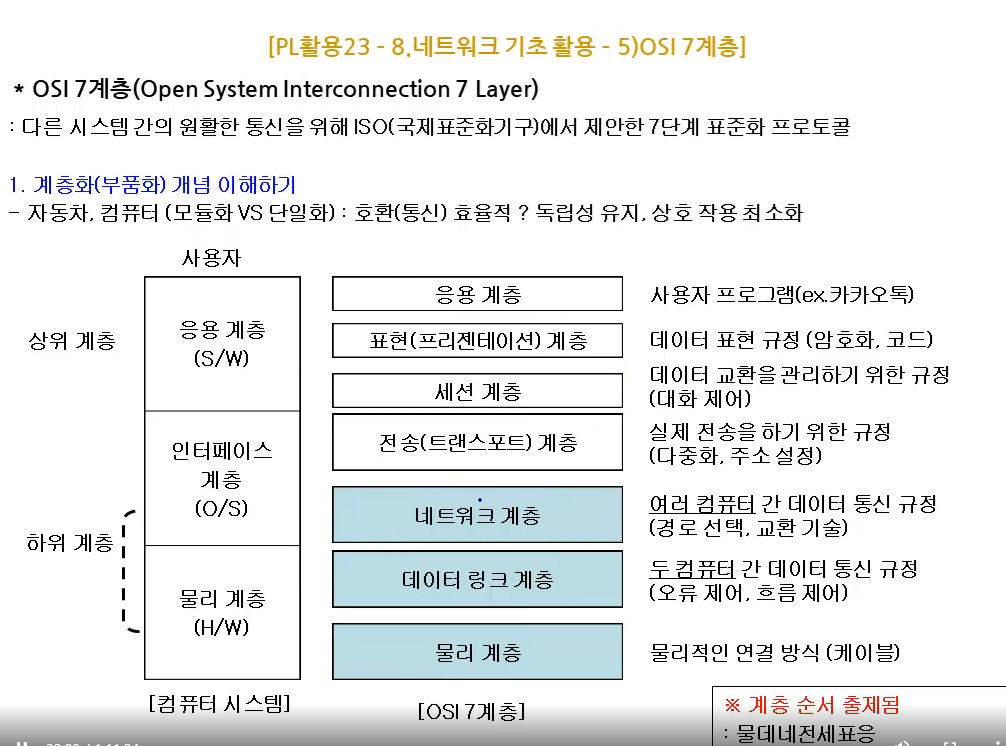 [PL활용23 - 8.네트워크 기초 활용 - 5)OSI 7계층]
* OSI 7계층(Open System Interconnection 7 Layer)
: 다른 시스템 간의 원활한 통신을 위해 ISO(국제표준화기구)에서 제안한 7단계 표준화 프로토콜
1. 계층화(부품화) 개념 이해하기
- 자동차, 컴퓨터 (모듈화 VS 단일화) : 호환(통신) 효율적 ? 독립성 유지, 상호 작용 최소화
사용자
상위 계층
하위 계층
응용 계층
(S/W)
인터페이스
계층
(O/S)
물리 계층
(H/W)
[컴퓨터 시스템]
응용 계층
사용자 프로그램(ex.카카오톡)
표현(프리젠테이션) 계층
데이터 표현 규정 (암호화, 코드)
세션 계층
데이터 교환을 관리하기 위한 규정
(대화 제어)
전송(트랜스포트) 계층
실제 전송을 하기 위한 규정
(다중화, 주소 설정)
네트워크 계층
여러 컴퓨터 간 데이터 통신 규정
(경로 선택, 교환 기술)
데이터 링크 계층
두 컴퓨터 간 데이터 통신 규정
(오류 제어, 흐름 제어)
물리 계층
물리적인 연결 방식 (케이블)
[OSI 7계층]
※ 계층 순서 출제됨
: 물데네전세표응